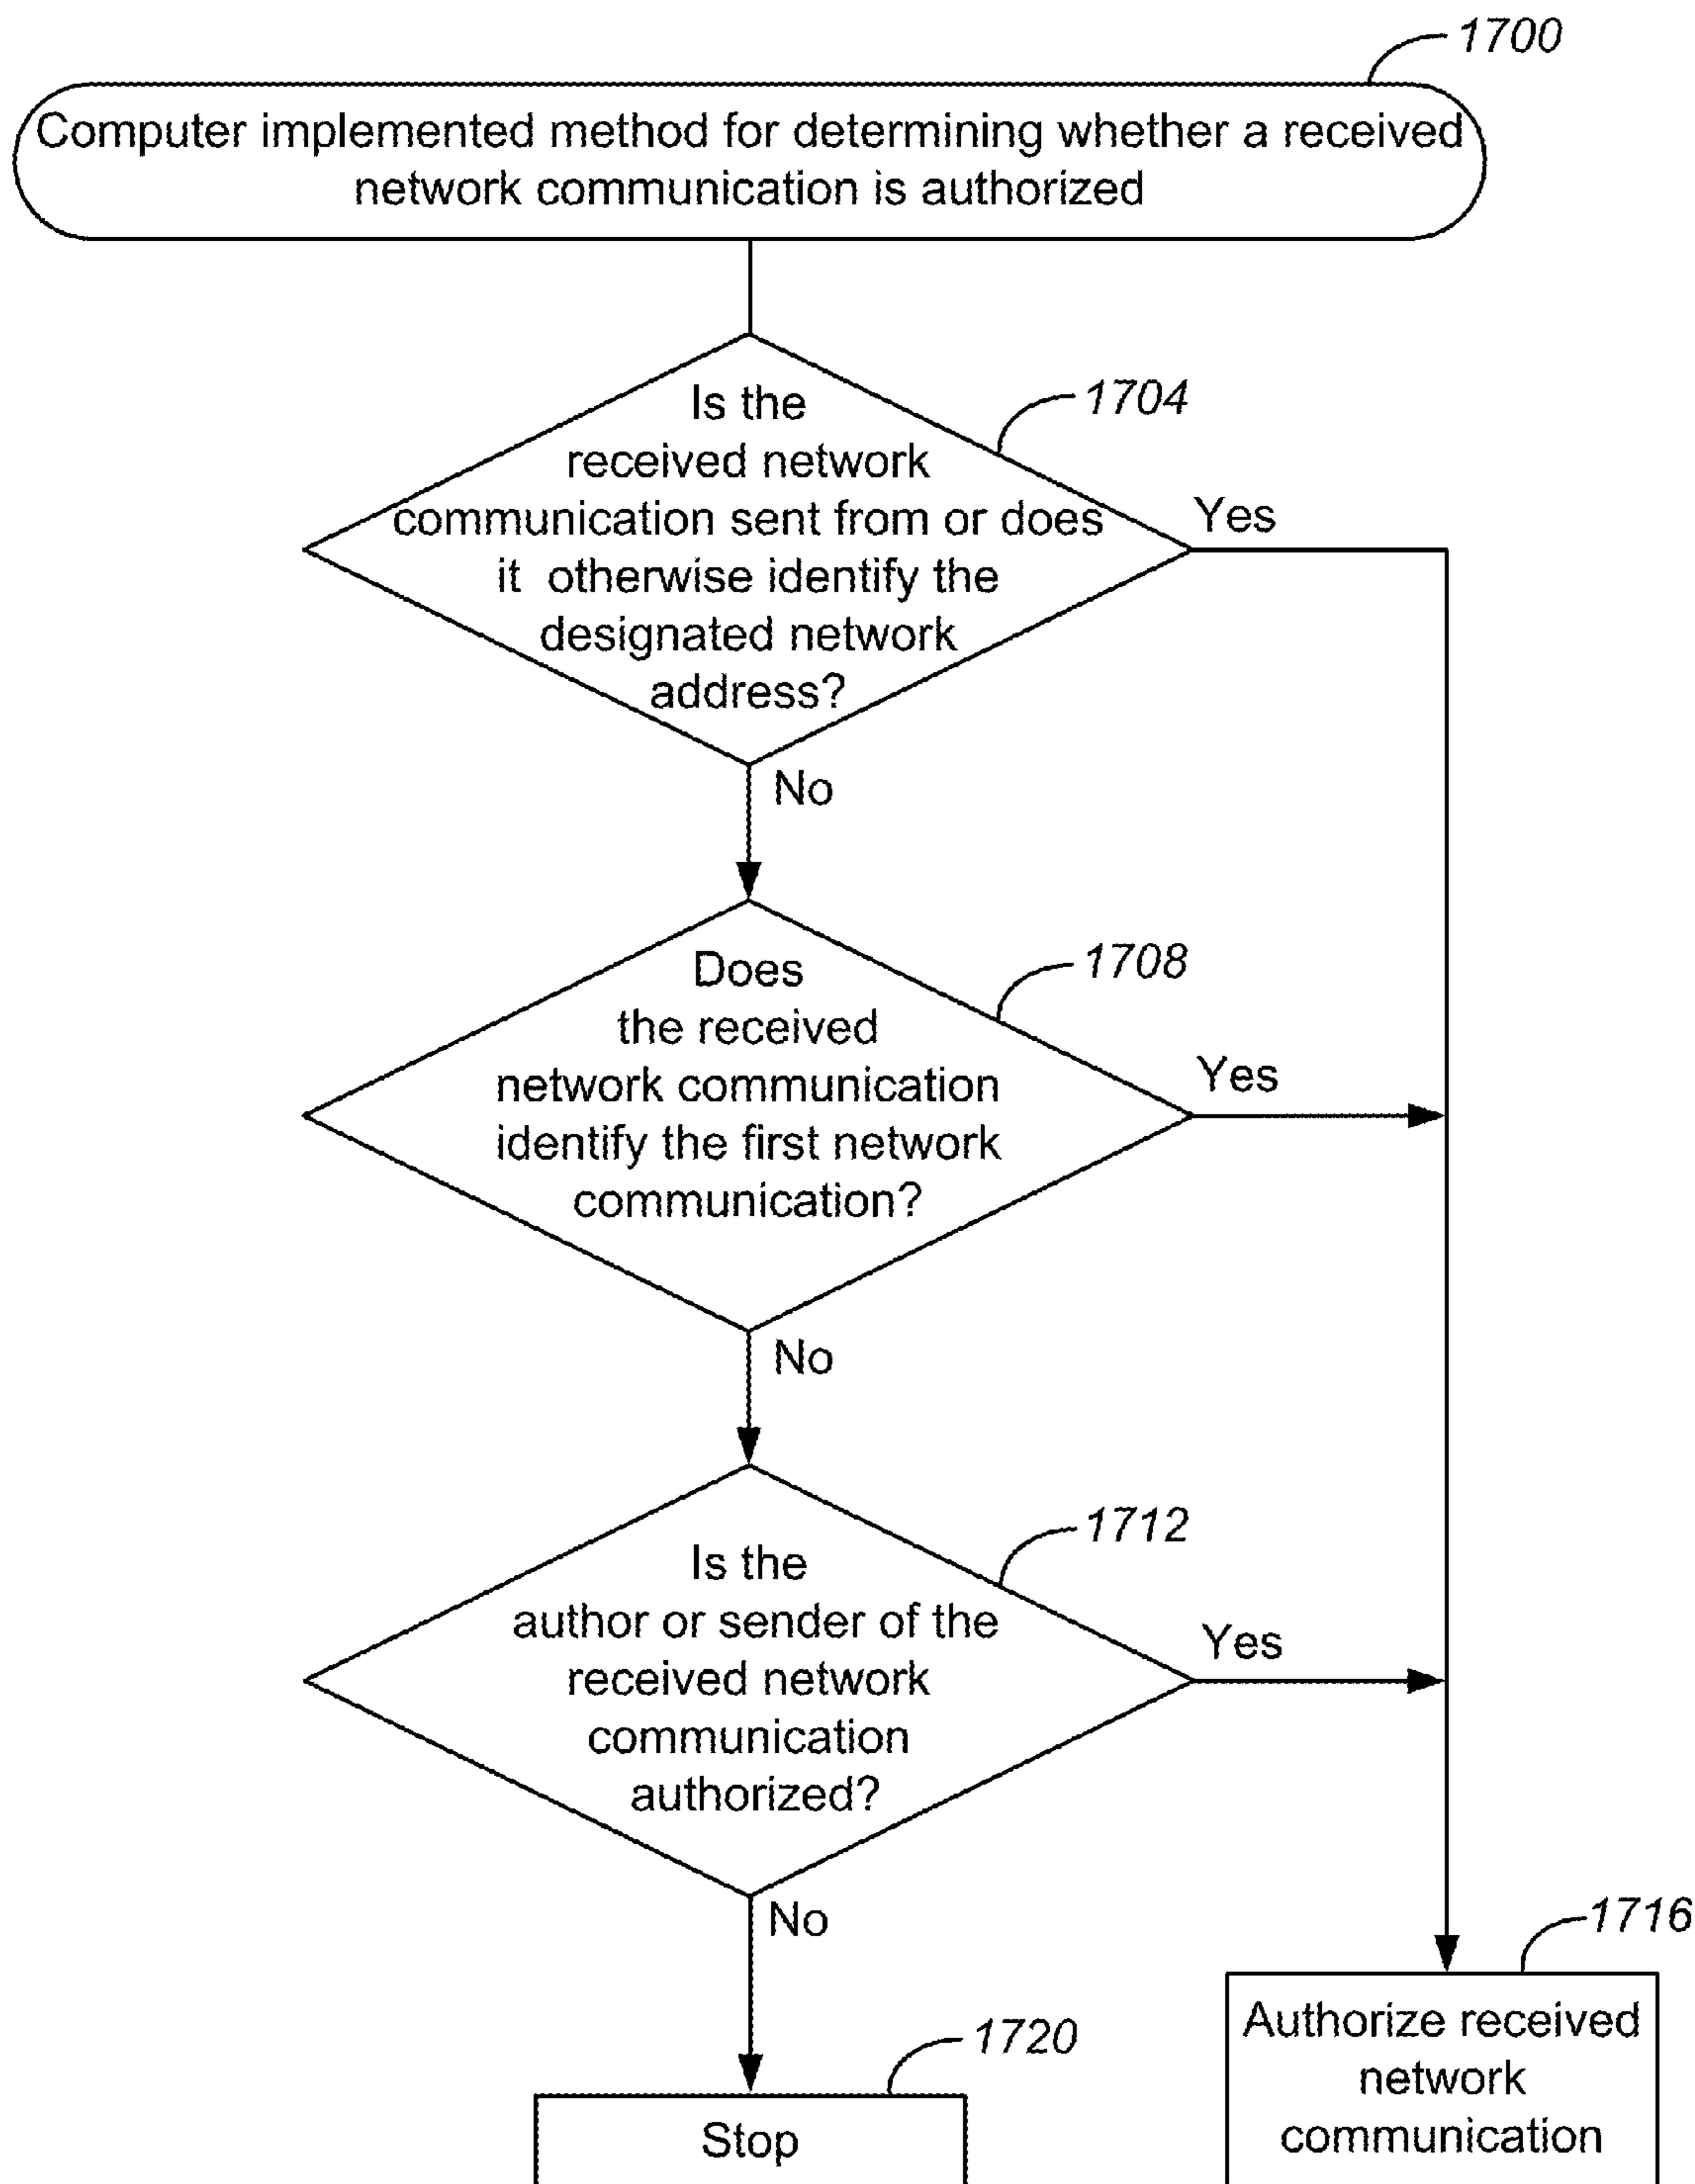 1700
Computer implemented method for determining whether a received
network communication is authorized
1704
Is the
received network
communication sent from or does
it otherwise identify the
designated network
address?
Yes
No
1708
Does
the received
network communication
identify the first network
communication?
Yes
No
1712
Is the
author or sender of the
received network
communication
authorized?
Yes
No
1716
Authorize received
network
communication
1720
Stop